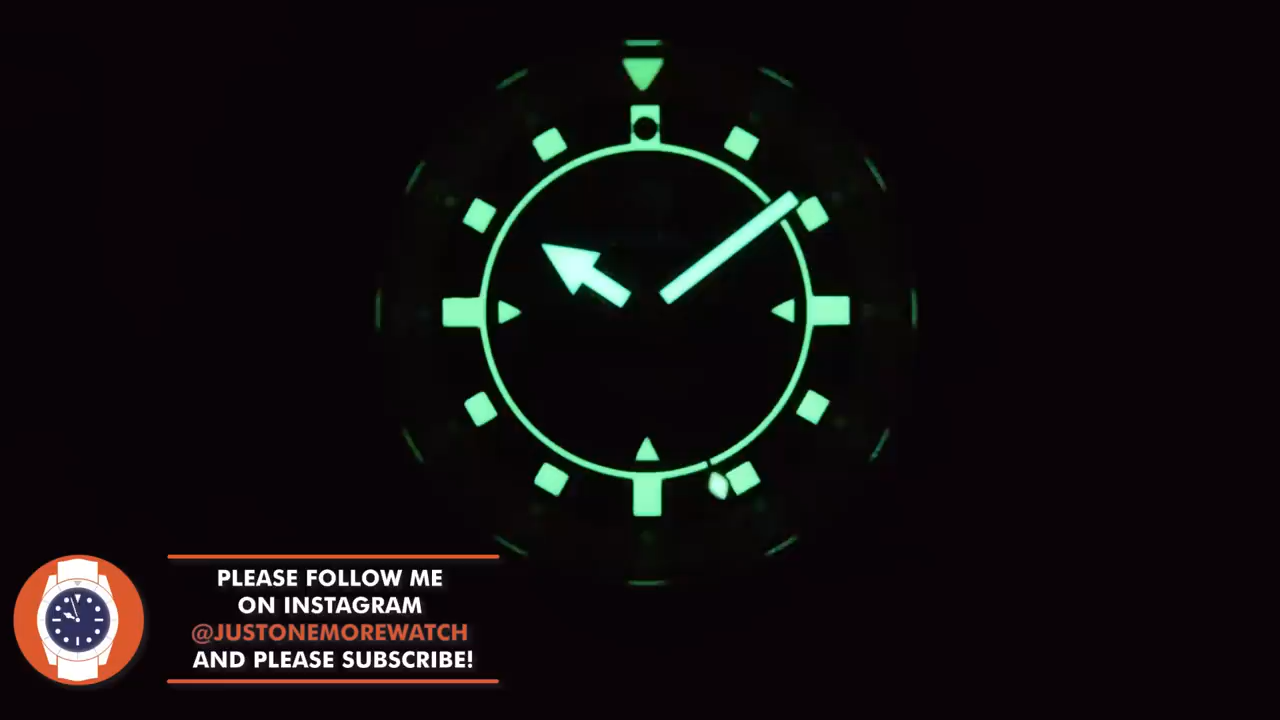 PLEASE FOLLOW ME
ON INSTAGRAM
@JUSTONEMOREWATCH
AND PLEASE SUBSCRIBE!